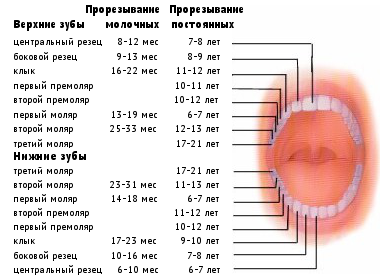 Прорезывание Прорезывание
Верхние зубы молочных постоянных
центральный резец 8-12 мес 7-8 лет
боковой резец 9-13 мес 8-9 лет
клык 16-22 мес 11-12 лет
первый премоляр 10-11 лет
второй премоляр 10-12 лет
первый моляр 13-19 мес 6-7 лет
второй моляр 25-33 мес 12-13 лет
третий моляр 17-21 лет
Нижние зубы
третий моляр 17-21 лет
второй моляр 23-31 мес 11-13 лет
первый моляр 14-18 мес 6-7 лет
второй премоляр 11-12 лет
первый премоляр 10-12 лет
клык 17-23 мес 9-10 лет
боковой резец 10-16 мес 7-8 лет
центральный резец 6-10 мес 6-7 лет